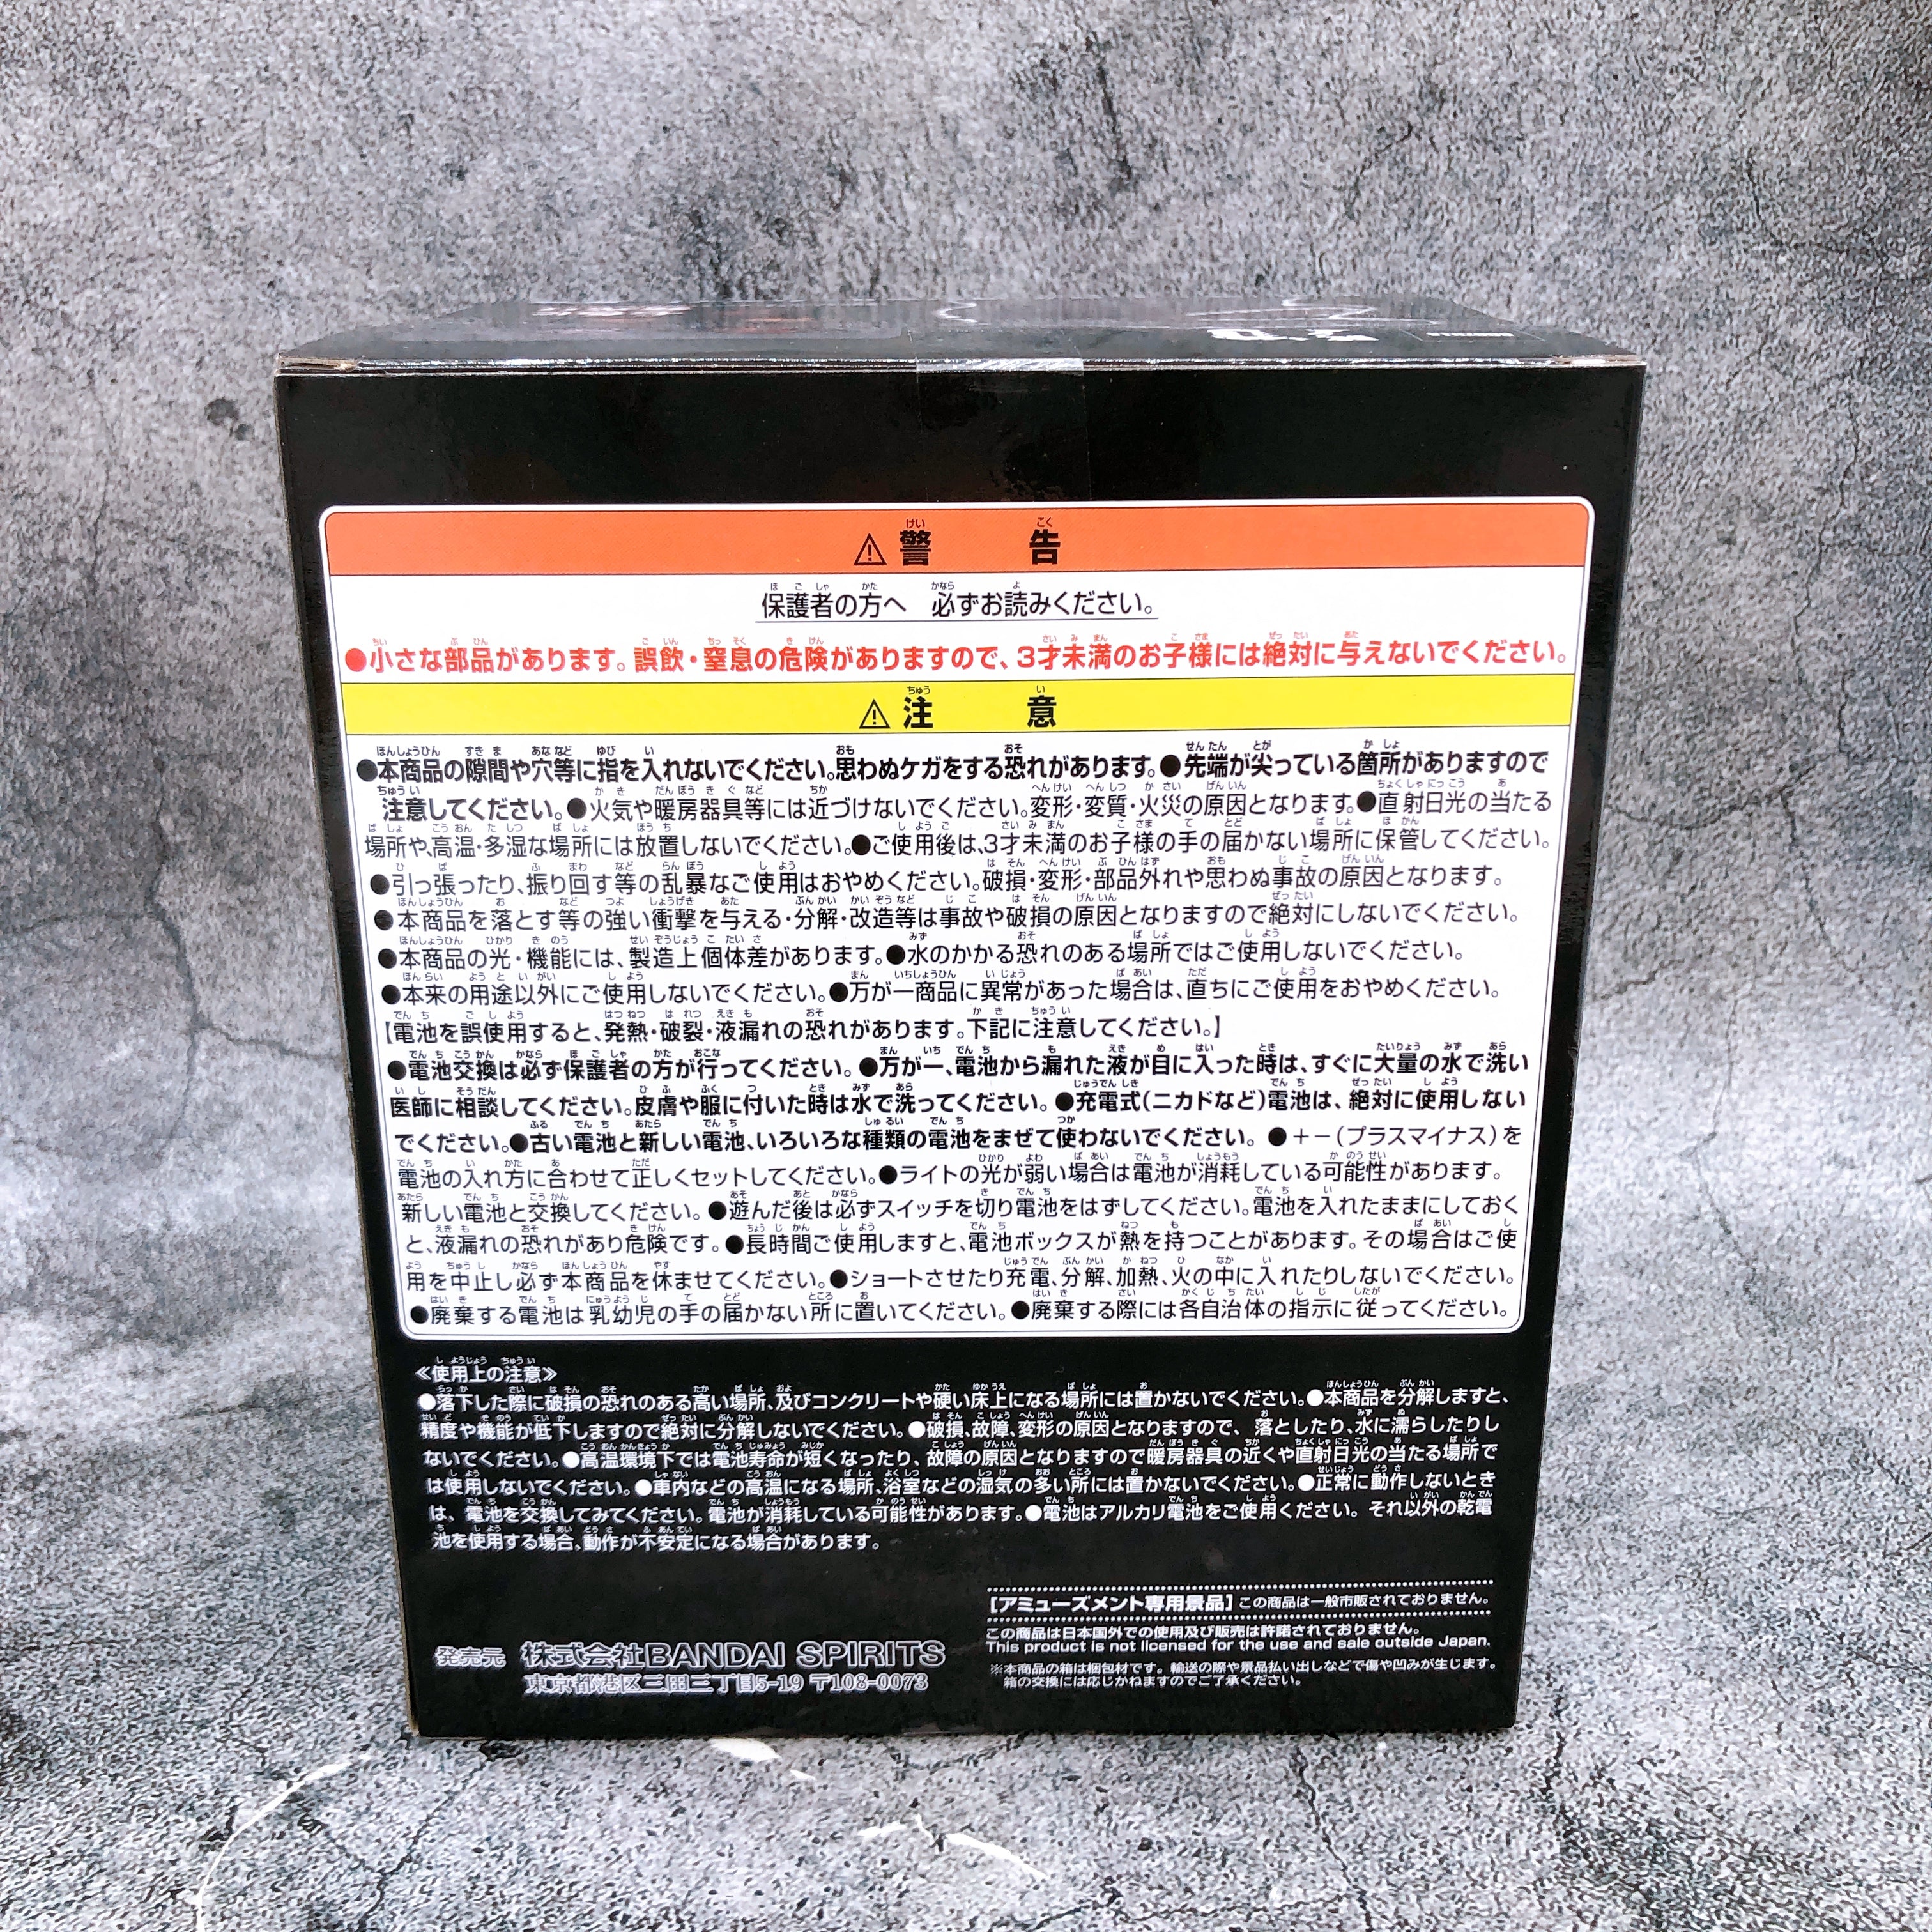 ⚠警告
保護者の方へ 必ずお読みください。
●小さな部品があります。誤飲・窒息の危険がありますので、3才未満のお子様には絶対に与えないでください。
⚠注意
●本商品の隙間や穴等に指を入れないでください。思わぬケガをする恐れがあります。●先端が尖っている箇所がありますので
注意してください。●火気や暖房器具等には近づけないでください。変形・変質・火災の原因となります。●直射日光の当たる
場所や、高温・多湿な場所には放置しないでください。●ご使用後は、3才未満のお子様の手の届かない場所に保管してください。
●引っ張ったり、振り回す等の乱暴なご使用はおやめください。破損・変形・部品外れや思わぬ事故の原因となります。
●本商品を落とす等の強い衝撃を与える・分解・改造等は事故や破損の原因となりますので絶対にしないでください。
●本商品の光・機能には、製造上個体差があります。●水のかかる恐れのある場所ではご使用しないでください。
●本来の用途以外にご使用しないでください。●万が一商品に異常があった場合は、直ちにご使用をおやめください。
【電池を誤使用すると、発熱・破裂・液漏れの恐れがあります。下記に注意してください。】
●電池交換は必ず保護者の方が行ってください。●万が一、電池から漏れた液が目に入った時は、すぐに大量の水で洗い
医師に相談してください。皮膚や服に付いた時は水で洗ってください。●充電式(ニカドなど)電池は、絶対に使用しない
でください。●古い電池と新しい電池、いろいろな種類の電池をまぜて使わないでください。●＋－(プラスマイナス)を
電池の入れ方に合わせて正しくセットしてください。●ライトの光が弱い場合は電池が消耗している可能性があります。
新しい電池と交換してください。●遊んだ後は必ずスイッチを切り電池をはずしてください。電池を入れたままにしておく
と、液漏れの恐れがあり危険です。●長時間ご使用しますと、電池ボックスが熱を持つことがあります。その場合はご使
用を中止し必ず本商品を休ませてください。●ショートさせたり充電、分解、加熱、火の中に入れたりしないでください。
●廃棄する電池は乳幼児の手の届かない所に置いてください。●廃棄する際には各自治体の指示に従ってください。
≪使用上の注意≫
●落下した際に破損の恐れのある高い場所、及びコンクリートや硬い床上になる場所には置かないでください。●本商品を分解しますと、
精度や機能が低下しますので絶対に分解しないでください。●破損、故障、変形の原因となりますので、落としたり、水に濡らしたりし
ないでください。●高温環境下では電池寿命が短くなったり、故障の原因となりますので暖房器具の近くや直射日光の当たる場所で
は使用しないでください。●車内などの高温になる場所、浴室などの湿気の多い所には置かないでください。●正常に動作しないとき
は、電池を交換してみてください。電池が消耗している可能性があります。●電池はアルカリ電池をご使用ください。それ以外の乾電
池を使用する場合、動作が不安定になる場合があります。
[アミューズメント専用景品]この商品は一般市販されておりません。
この商品は日本国外での使用及び販売は許諾されておりません。
This product is not licensed for the use and sale outside Japan.
※本商品の箱は梱包材です。輸送の際や景品払い出しなどで傷や凹みが生じます。
箱の交換には応じかねますのでご了承ください。
発売元 株式会社BANDAI SPIRITS
東京都港区三田三丁目5-19 〒108-0073